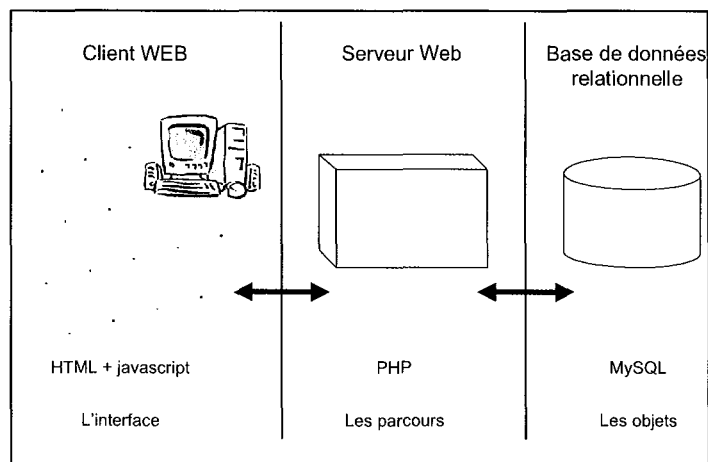 Client WEB
Serveur Web
Base de données
relationnelle
HTML + javascript
PHP
MySQL
L'interface
Les parcours
Les objets